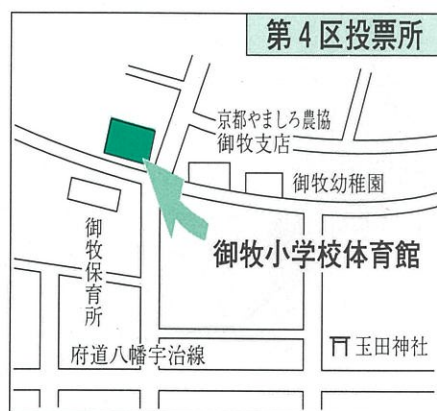 第4区投票所
京都やましろ農協
御牧支店
御牧幼稚園
御牧保育所
御牧小学校体育館
府道八幡宇治線
玉田神社